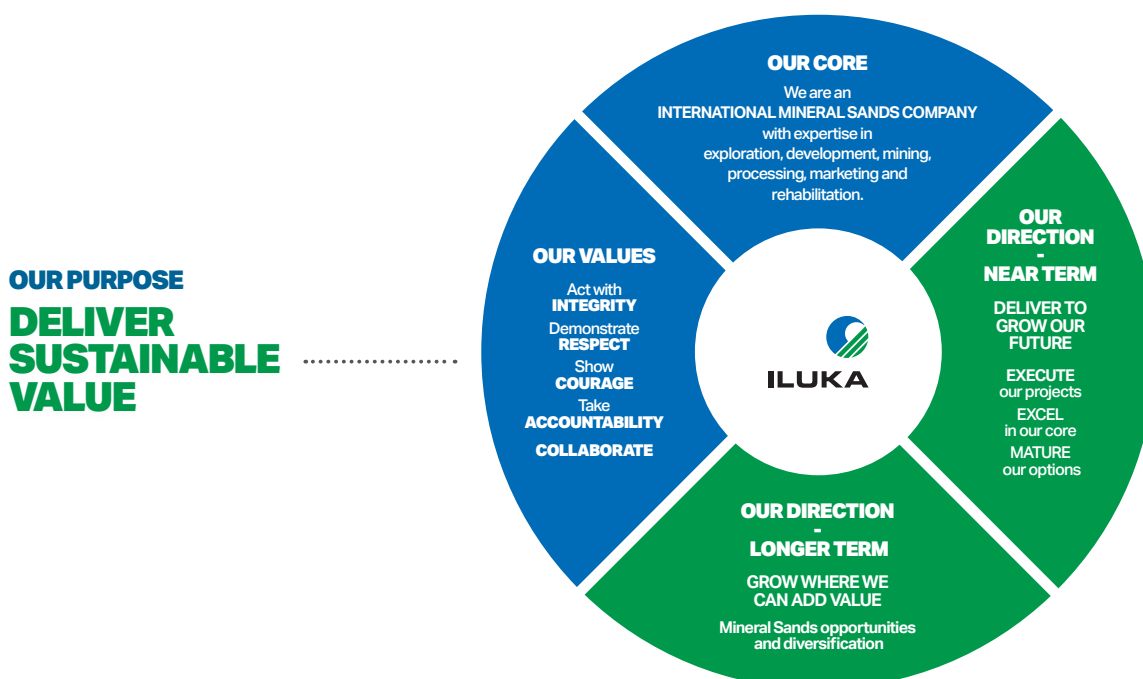 OUR PURPOSE
DELIVER
SUSTAINABLE
VALUE
OUR CORE
We are an
INTERNATIONAL MINERAL SANDS COMPANY
with expertise in
exploration, development, mining,
processing, marketing and
rehabilitation.
OUR VALUES
Act with
INTEGRITY
Demonstrate
RESPECT
Show
COURAGE
Take
ACCOUNTABILITY
COLLABORATE
ILUKA
OUR
DIRECTION
-
NEAR TERM
DELIVER TO
GROW OUR
FUTURE
EXECUTE
our projects
EXCEL
in our core
MATURE
our options
OUR DIRECTION
-
LONGER TERM
GROW WHERE WE
CAN ADD VALUE
Mineral Sands opportunities
and diversification